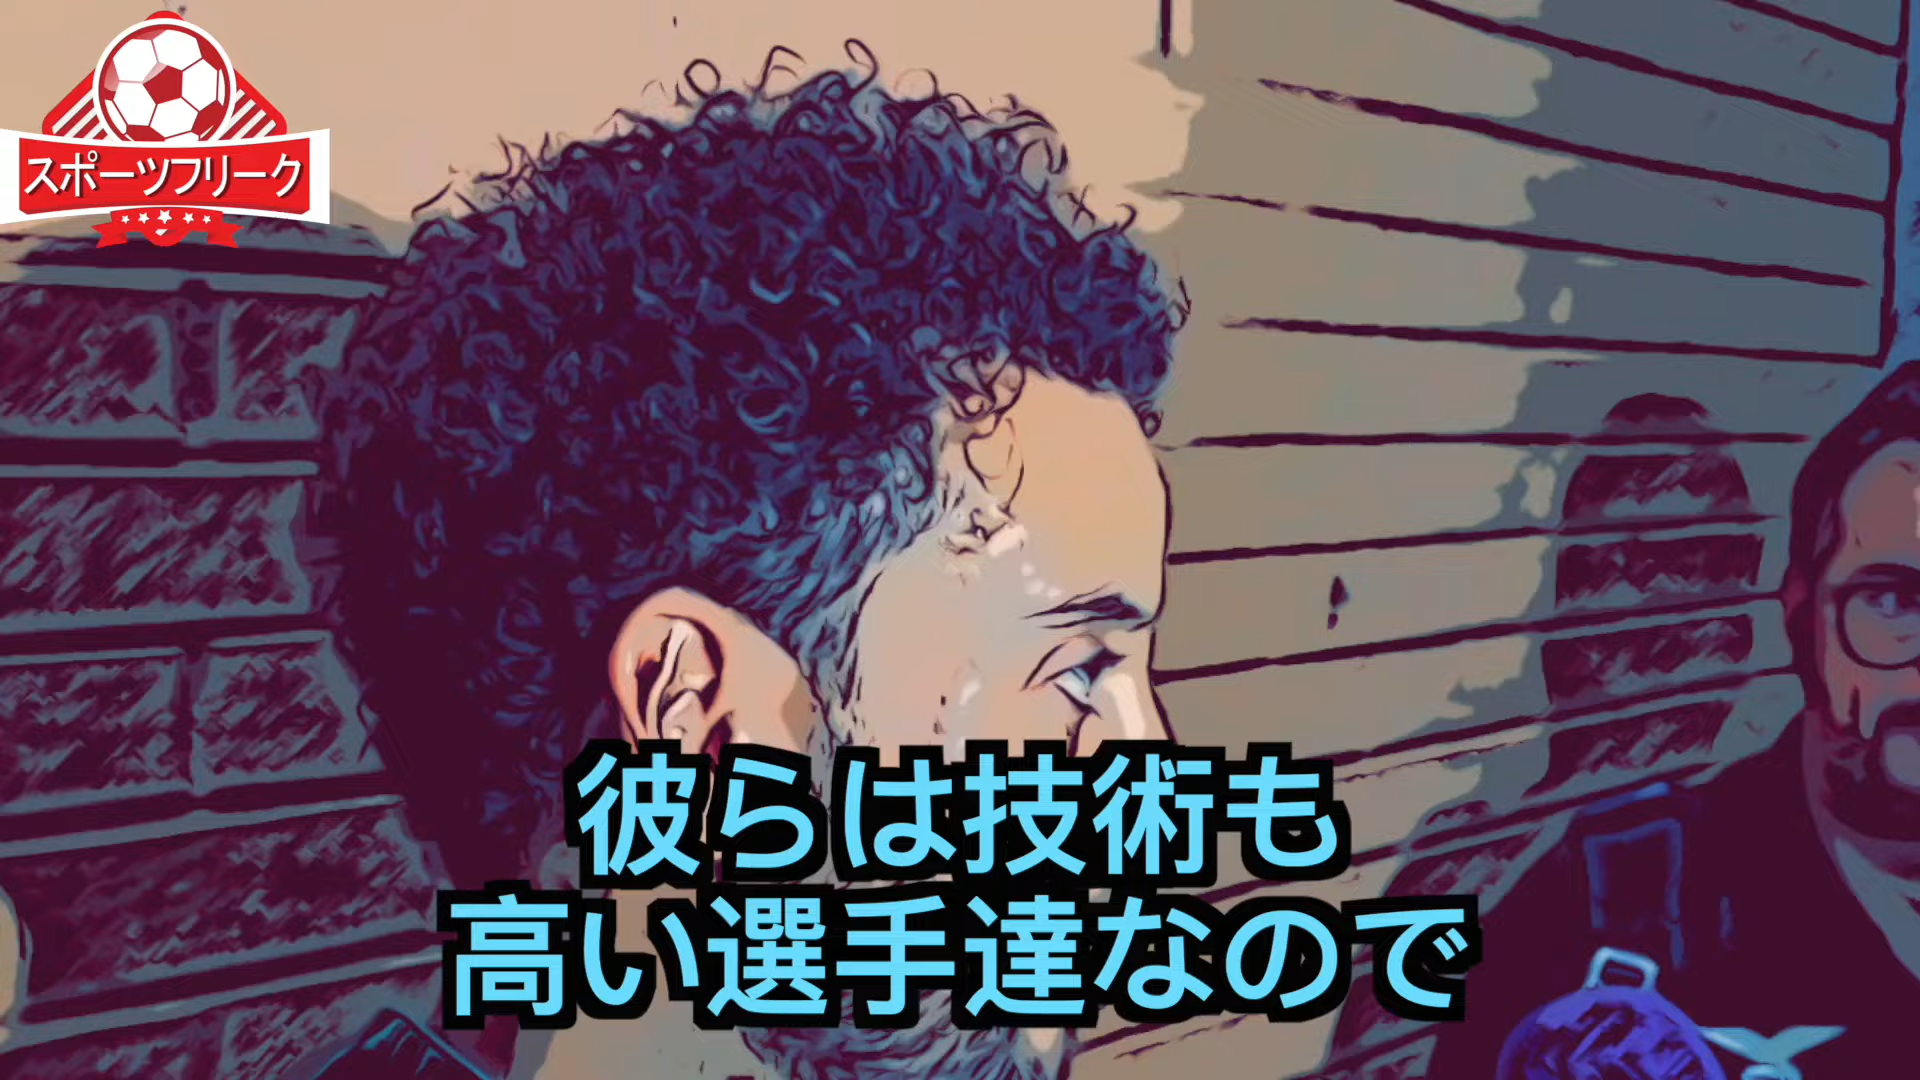 スポーツフリーク
彼らは技術も
高い選手達なので